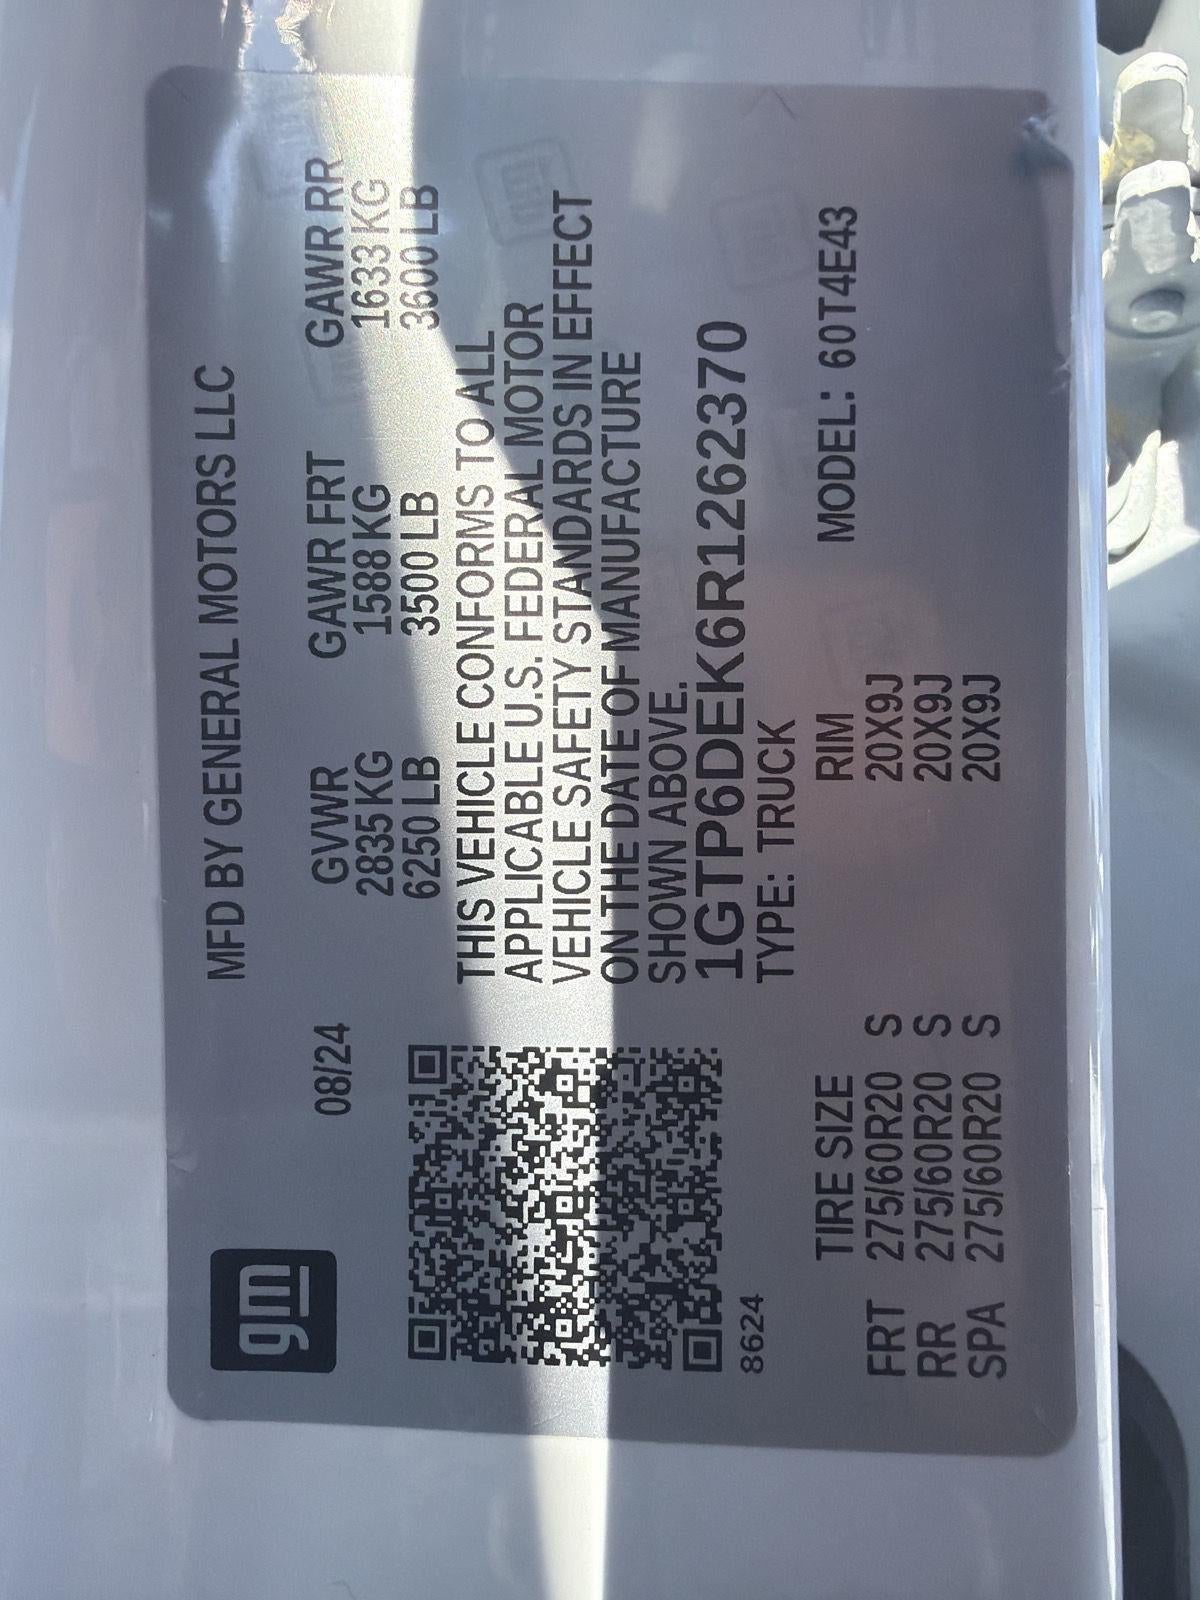 gm
MFD BY GENERAL MOTORS LLC
08/24
GVWR GAWR FRT GAWR RR
2835 KG 1588 KG 1633 KG
6250 LB 3500 LB 3600 LB
THIS VEHICLE CONFORMS TO ALL
APPLICABLE U.S. FEDERAL MOTOR
VEHICLE SAFETY STANDARDS IN EFFECT
ON THE DATE OF MANUFACTURE
SHOWN ABOVE.
1GTP6DEK6R1262370
8624
TYPE: TRUCK
TIRE SIZE RIM MODEL: 60T4E43
FRT 275/60R20 S 20X9J
RR 275/60R20 S 20X9J
SPA 275/60R20 S 20X9J